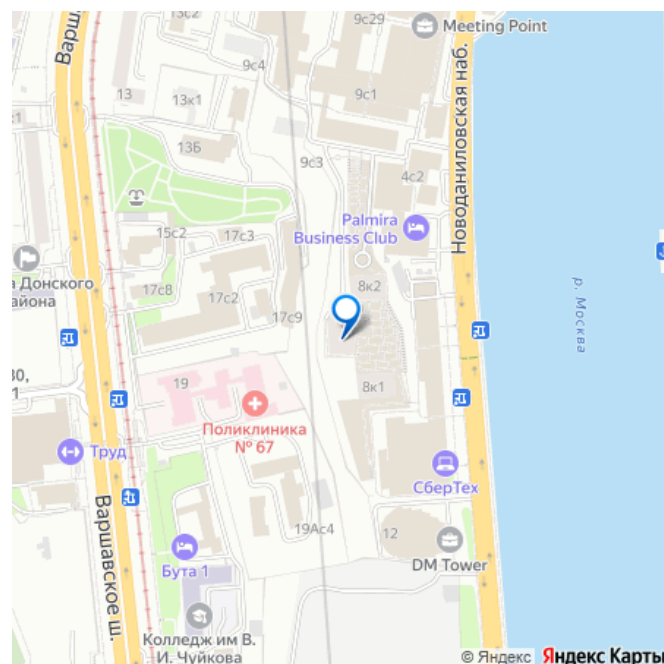 Варш
9с29
Meeting Point
13
9с4
13к1
9с1
Новоданиловская наб.
13Б
9с3
4с2
15с2
17с3
Palmira
Business Club
а Донского
айона
17с8
17с2
8к2
17с9
р. Москва
30,
1
19
8к1
Поликлиника
№ 67
Труд
СберТех
Варшавское ш.
19Ас4
12
DM Tower
Бута 1
Колледж им В.
И. Чуйкова
© Яндекс Яндекс Карты